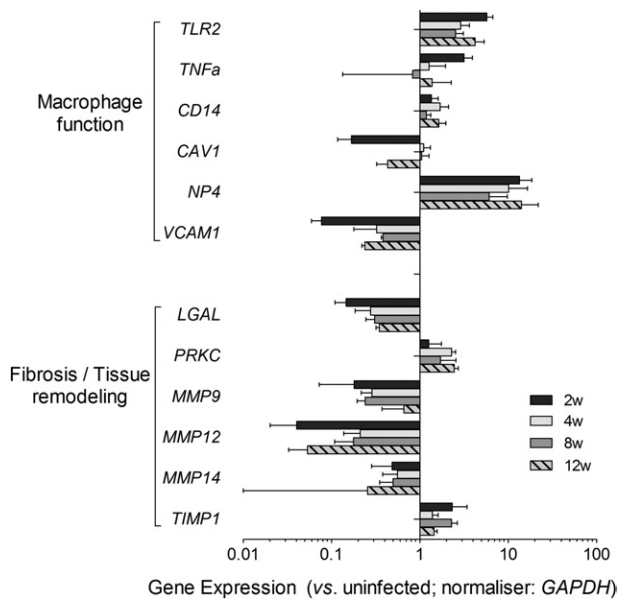 TLR2
TNFa
CD14
CAV1
NP4
VCAM1
Macrophage
function
LGAL
PRKC
MMP9
MMP12
MMP14
TIMP1
Fibrosis / Tissue
remodeling
2w
4w
8w
12w
0.01 0.1 1 10 100
Gene Expression (vs. uninfected; normaliser: GAPDH)